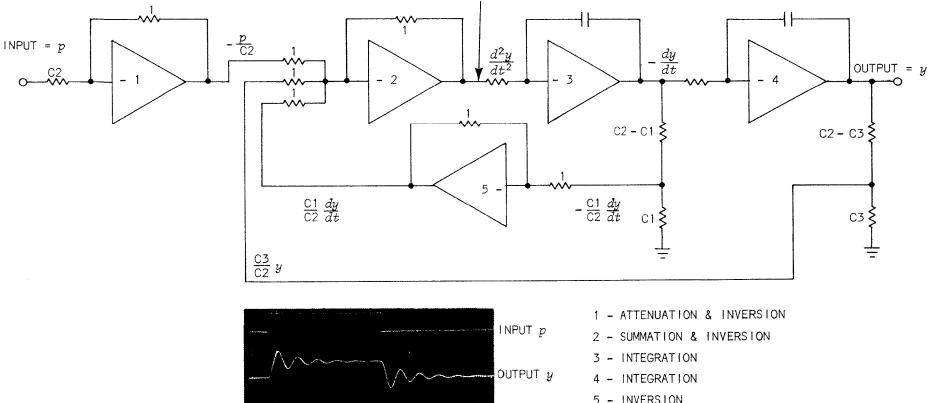 1
INPUT = p
C2
- 1
- p/C2
1
1
1
1
- 2
d²y/dt²
- 3
- dy/dt
- 4
OUTPUT = y
C2 - C1
C2 - C3
1
5 -
1
C1/C2 dy/dt
- C1/C2 dy/dt
C1
C3
C3/C2 y
INPUT p
OUTPUT y
1 - ATTENUATION & INVERSION
2 - SUMMATION & INVERSION
3 - INTEGRATION
4 - INTEGRATION
5 - INVERSION